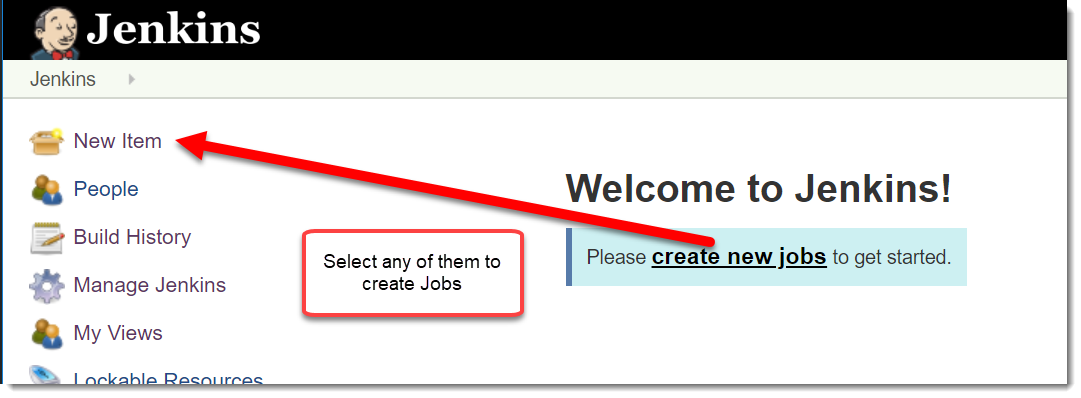 Jenkins
Jenkins
New Item
People
Build History
Manage Jenkins
My Views
Lockable Resources
Select any of them to
create Jobs
Welcome to Jenkins!
Please create new jobs to get started.